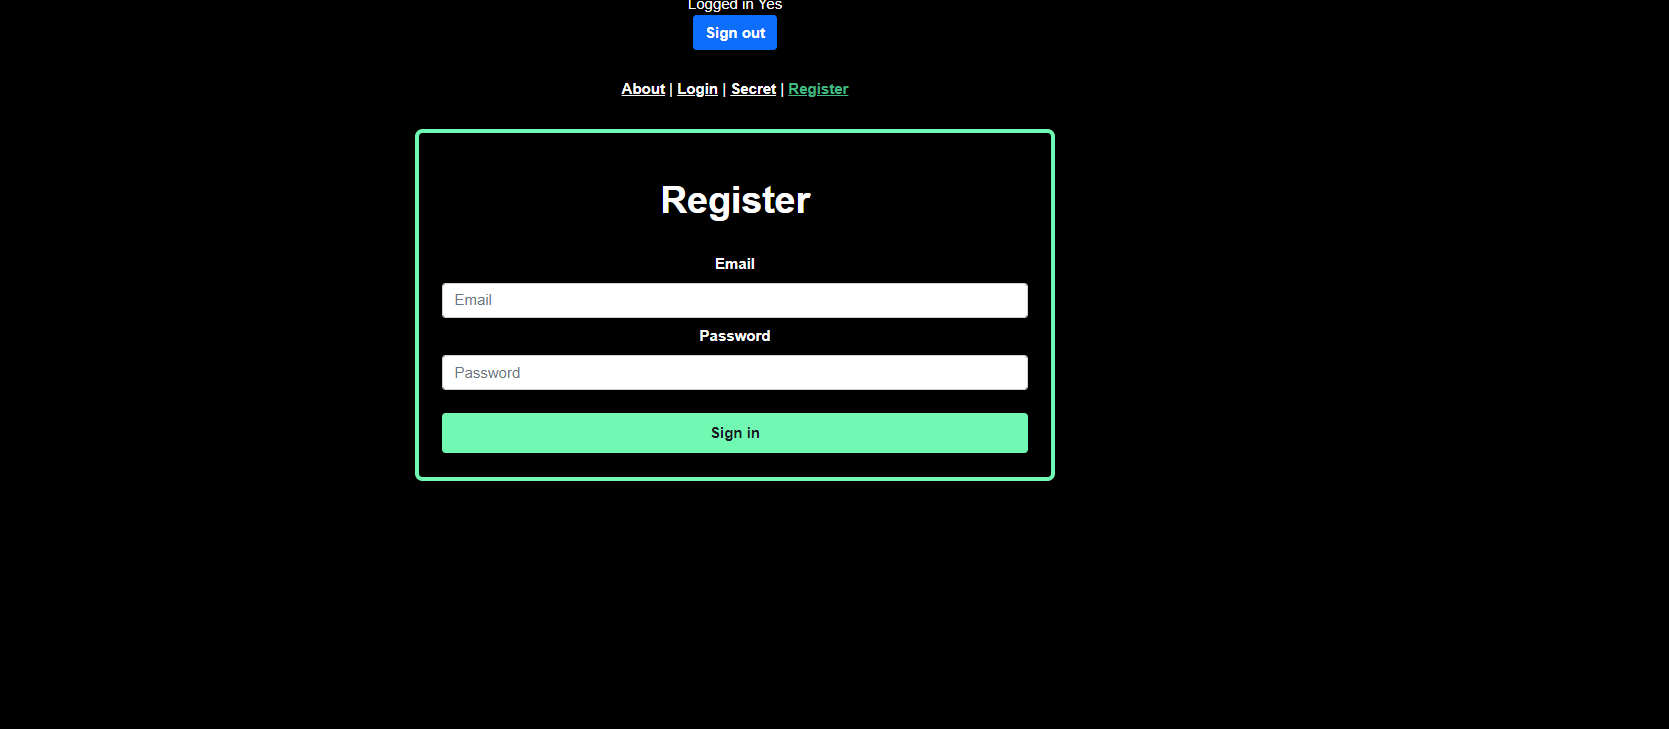 Logged in Yes
Sign out
About | Login | Secret | Register
Register
Email
Email
Password
Password
Sign in